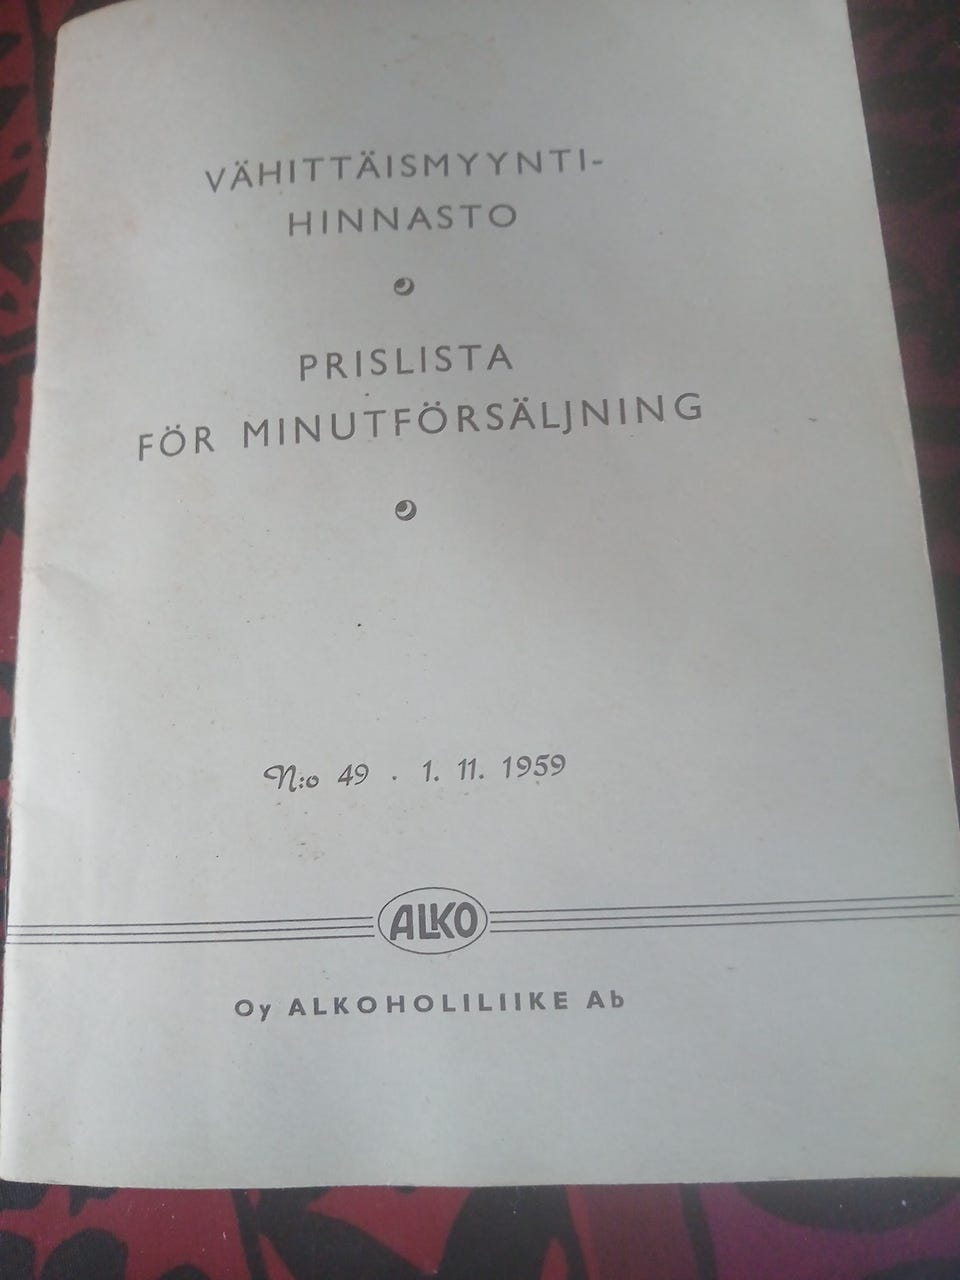 VÄHITTÄISMYYNTI-
HINNASTO
PRISLISTA
FÖR MINUTFÖRSÄLJNING
N:o 49 . 1. 11. 1959
ALKO
Oy ALKOHOLILIIKE Ab